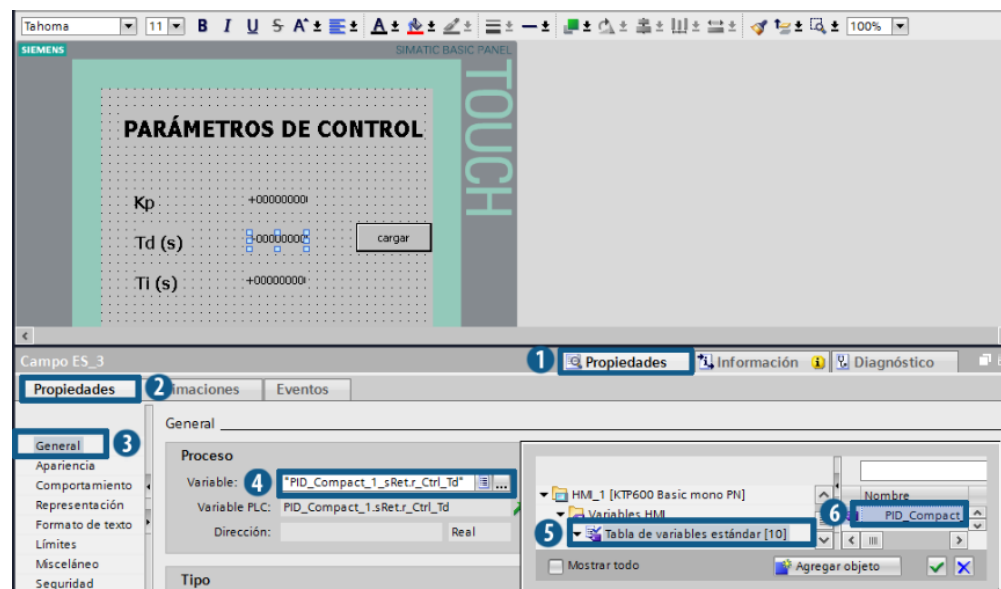 Tahoma 11 B I U S A 100%
SIEMENS SIMATIC BASIC PANEL
TOUCH
PARÁMETROS DE CONTROL
Kp +00000000
Td (s) +00000000 cargar
Ti (s) +00000000
Campo ES_3 1 Propiedades Información Diagnóstico
Propiedades 2 imaciones Eventos
General
General 3
Apariencia
Proceso
Comportamiento
Variable: 4 "PID_Compact_1_sRet.r_Ctrl_Td" ...
Representación
Variable PLC: PID_Compact_1.sRet.r_Ctrl_Td
Formato de texto
Dirección: Real
Límites
Misceláneo
Seguridad
Tipo
HMI_1 [KTP600 Basic mono PN]
Variables HMI
5 Tabla de variables estándar [10]
Nombre
6 PID_Compact_
Mostrar todo Agregar objeto